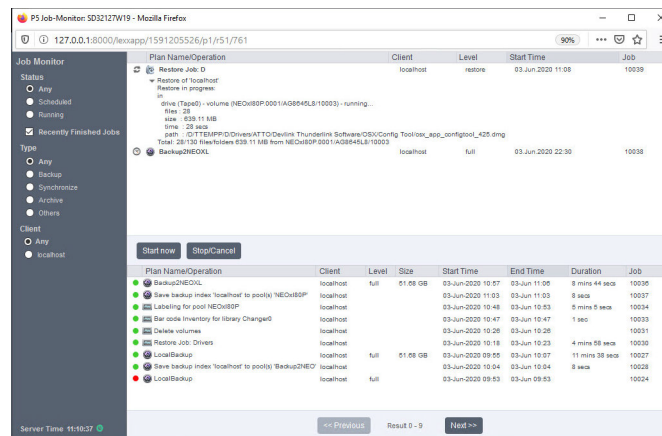 P5 Job-Monitor: SD32127W19 - Mozilla Firefox
127.0.0.1:8000/lexxapp/1591205526/p1/r51/761
90%
Job Monitor
Status
Any
Scheduled
Running
Recently Finished Jobs
Type
Any
Backup
Synchronize
Archive
Others
Client
Any
localhost
Server Time 11:10:37
Plan Name/Operation Client Level Start Time Job
Restore Job: D localhost restore 03.Jun.2020 11:08 10039
Restore of 'localhost'
Restore in progress:
in
drive (Tape0) - volume (NEOxl80P.0001/AG8645L8/10003) - running...
files : 28
size : 639.11 MB
time : 28 secs
path : /D/TTEMPP/D/Drivers/ATTO/Devlink Thunderlink Software/OSX/Config Tool/osx_app_configtool_425.dmg
Total: 28/130 files/folders 639.11 MB from NEOxl80P.0001/AG8645L8/10003
Backup2NEOXL localhost full 03.Jun.2020 22:30 10038
Start now Stop/Cancel
Plan Name/Operation Client Level Size Start Time End Time Duration Job
Backup2NEOXL localhost full 51.68 GB 03-Jun-2020 10:57 03-Jun 11:06 8 mins 44 secs 10036
Save backup index 'localhost' to pool(s) 'NEOxl80P' localhost 03-Jun-2020 11:03 03-Jun 11:03 8 secs 10037
Labeling for pool NEOxl80P localhost 03-Jun-2020 10:48 03-Jun 10:53 5 mins 5 secs 10034
Bar code Inventory for library Changer0 localhost 03-Jun-2020 10:47 03-Jun 10:47 1 sec 10033
Delete volumes localhost 03-Jun-2020 10:26 03-Jun 10:26 10031
Restore Job: Drivers localhost 03-Jun-2020 10:18 03-Jun 10:23 4 mins 58 secs 10030
LocalBackup localhost full 51.68 GB 03-Jun-2020 09:55 03-Jun 10:07 11 mins 38 secs 10027
Save backup index 'localhost' to pool(s) 'Backup2NEO' localhost 03-Jun-2020 10:04 03-Jun 10:04 8 secs 10028
LocalBackup localhost full 03-Jun-2020 09:53 03-Jun 09:53 10024
<< Previous Result 0 - 9 Next >>